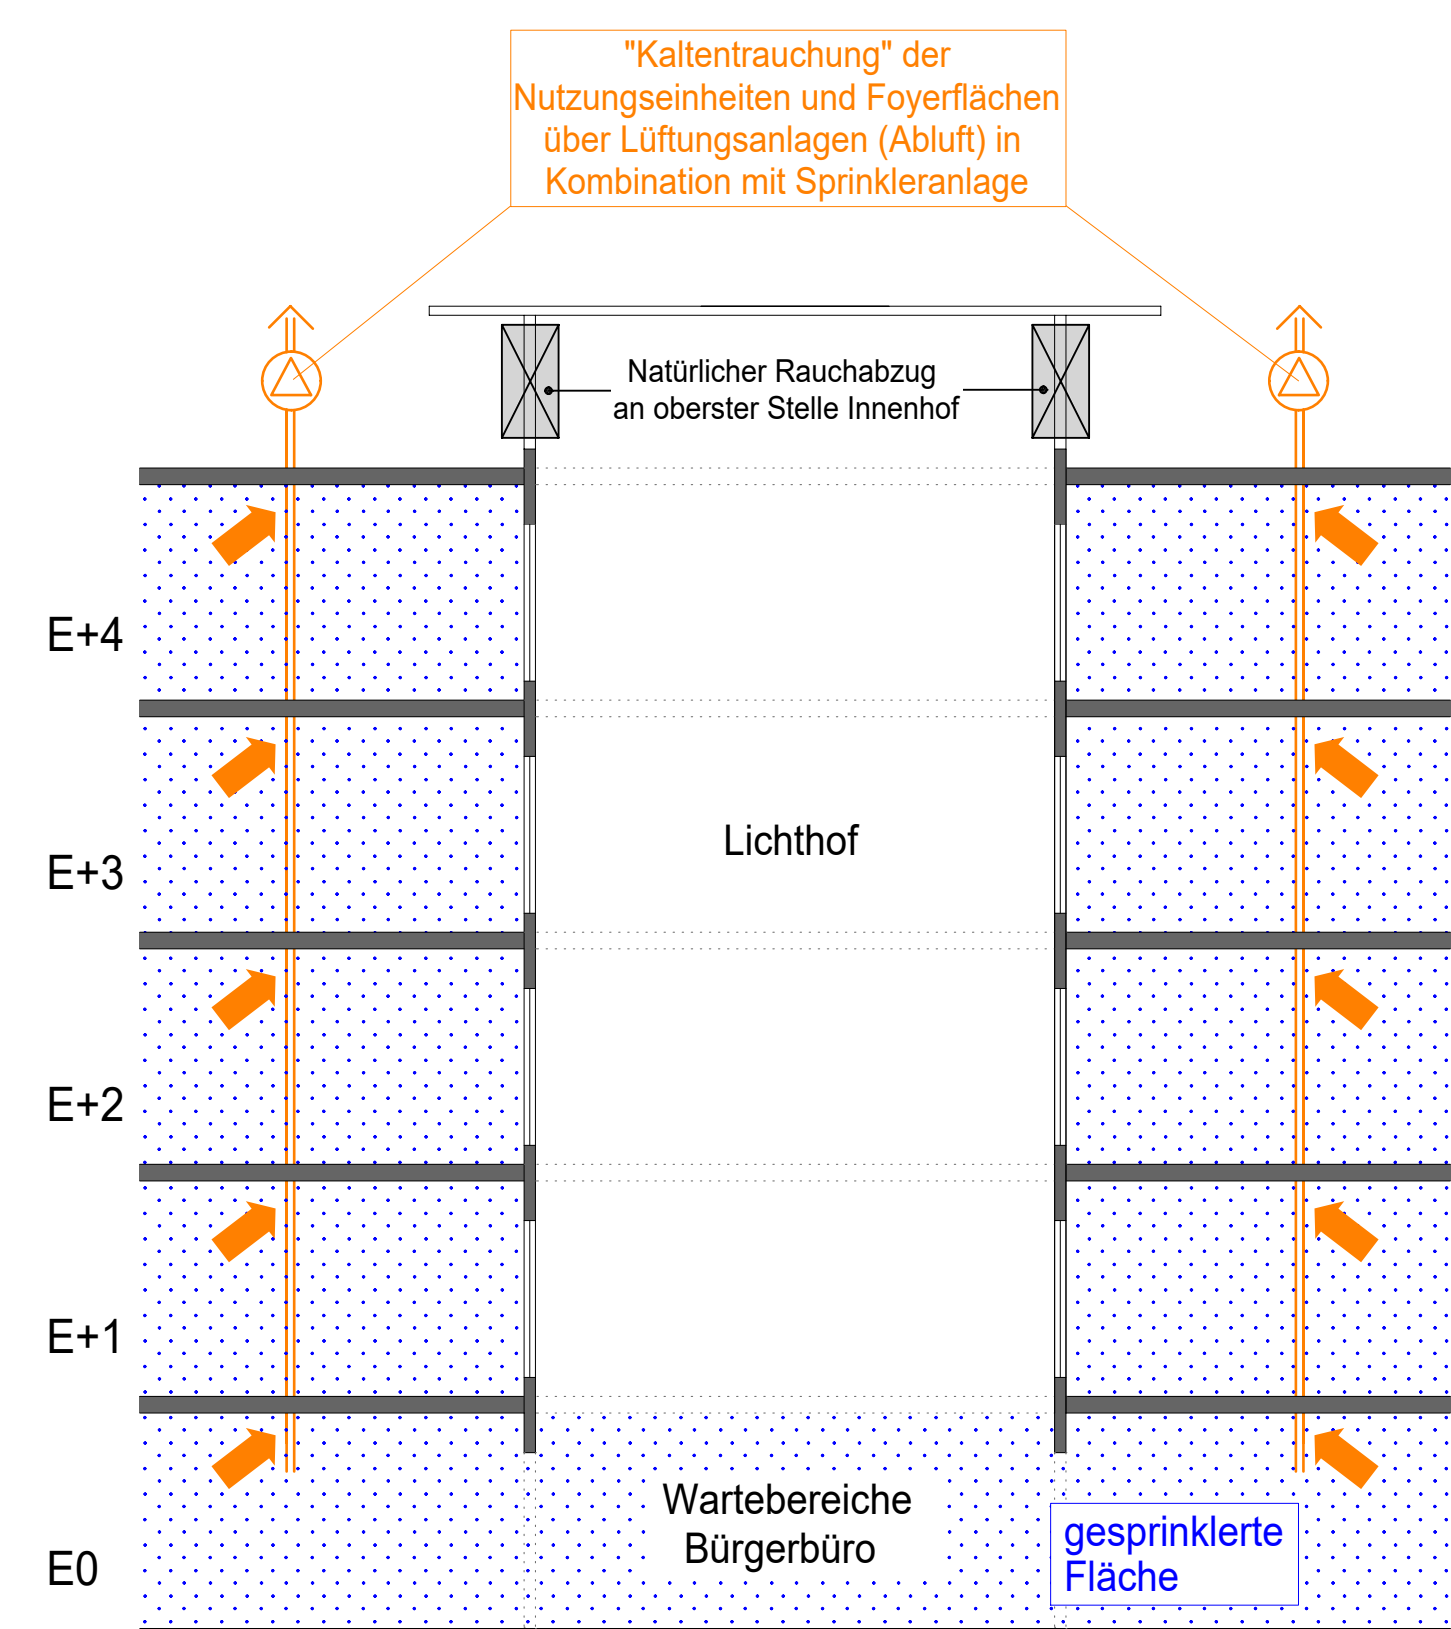 "Kaltentrauchung" der
Nutzungseinheiten und Foyerflächen
über Lüftungsanlagen (Abluft) in
Kombination mit Sprinkleranlage
Natürlicher Rauchabzug
an oberster Stelle Innenhof
E+4
Lichthof
E+3
E+2
E+1
Wartebereiche
Bürgerbüro
gesprinklerte
Fläche
E0